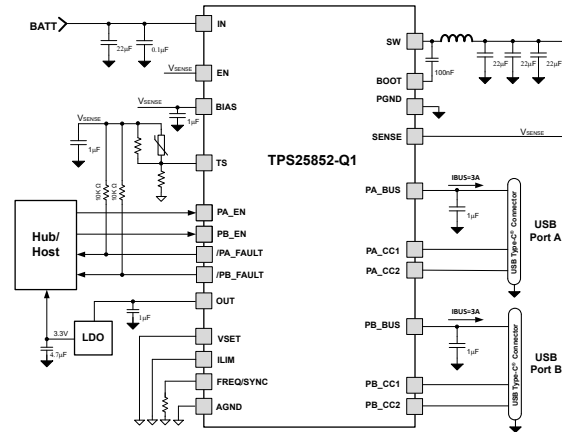 BATT
IN
22µF
0.1µF
VSENSE
EN
VSENSE
BIAS
1µF
VSENSE
1µF
TS
10K Ω
10K Ω
Hub/
Host
PA_EN
PB_EN
/PA_FAULT
/PB_FAULT
OUT
1µF
3.3V
LDO
4.7µF
VSET
ILIM
FREQ/SYNC
AGND
TPS25852-Q1
SW
100nF
22µF
22µF
22µF
BOOT
PGND
SENSE
VSENSE
PA_BUS
IBUS=3A
1µF
PA_CC1
PA_CC2
USB Type-C® Connector
USB
Port A
PB_BUS
IBUS=3A
1µF
PB_CC1
PB_CC2
USB Type-C® Connector
USB
Port B